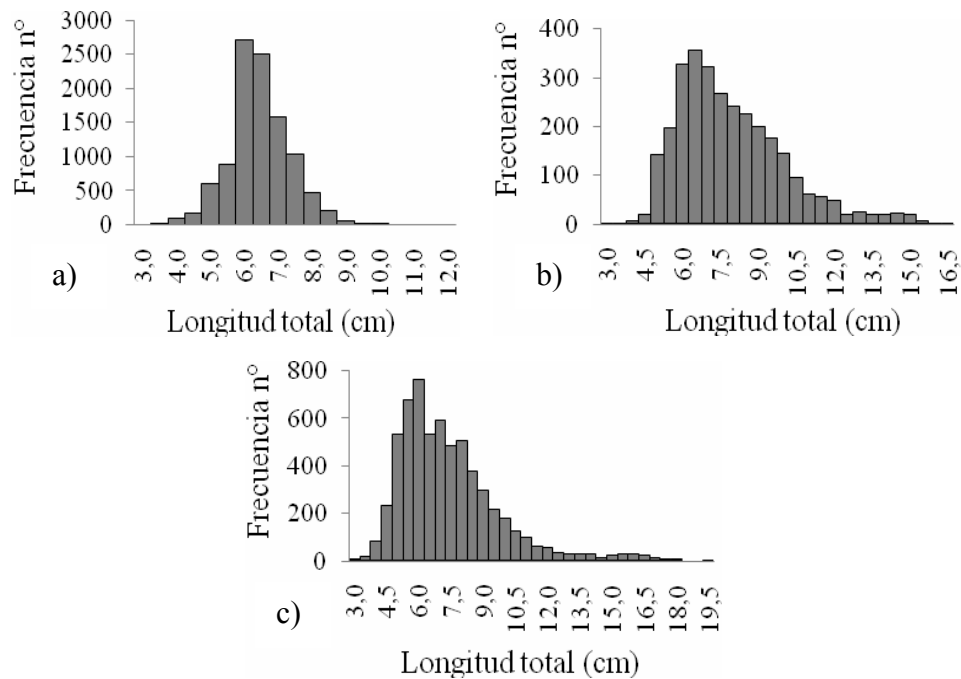 Frecuencia n°
3000
2500
2000
1500
1000
500
0
3,0 4,0 5,0 6,0 7,0 8,0 9,0 10,0 11,0 12,0
a)
Longitud total (cm)
Frecuencia n°
400
300
200
100
0
3,0 4,5 6,0 7,5 9,0 10,5 12,0 13,5 15,0 16,5
b)
Longitud total (cm)
Frecuencia n°
800
600
400
200
0
3,0 4,5 6,0 7,5 9,0 10,5 12,0 13,5 15,0 16,5 18,0 19,5
c)
Longitud total (cm)